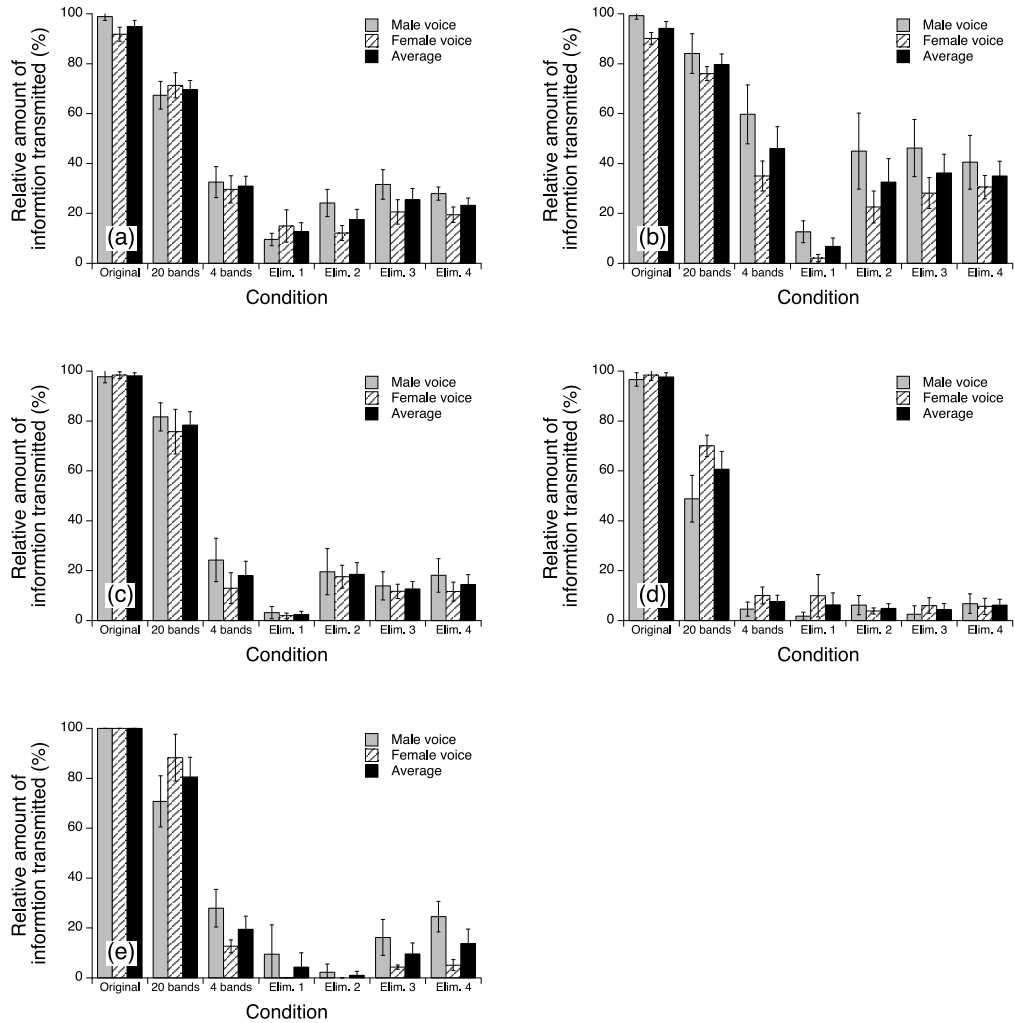 100
80
60
40
20
0
Relative amount of
informtion transmitted (%)
(a)
Male voice
Female voice
Average
Original 20 bands 4 bands Elim. 1 Elim. 2 Elim. 3 Elim. 4
Condition
100
80
60
40
20
0
Relative amount of
informtion transmitted (%)
(b)
Male voice
Female voice
Average
Original 20 bands 4 bands Elim. 1 Elim. 2 Elim. 3 Elim. 4
Condition
100
80
60
40
20
0
Relative amount of
informtion transmitted (%)
(c)
Male voice
Female voice
Average
Original 20 bands 4 bands Elim. 1 Elim. 2 Elim. 3 Elim. 4
Condition
100
80
60
40
20
0
Relative amount of
informtion transmitted (%)
(d)
Male voice
Female voice
Average
Original 20 bands 4 bands Elim. 1 Elim. 2 Elim. 3 Elim. 4
Condition
100
80
60
40
20
0
Relative amount of
informtion transmitted (%)
(e)
Male voice
Female voice
Average
Original 20 bands 4 bands Elim. 1 Elim. 2 Elim. 3 Elim. 4
Condition